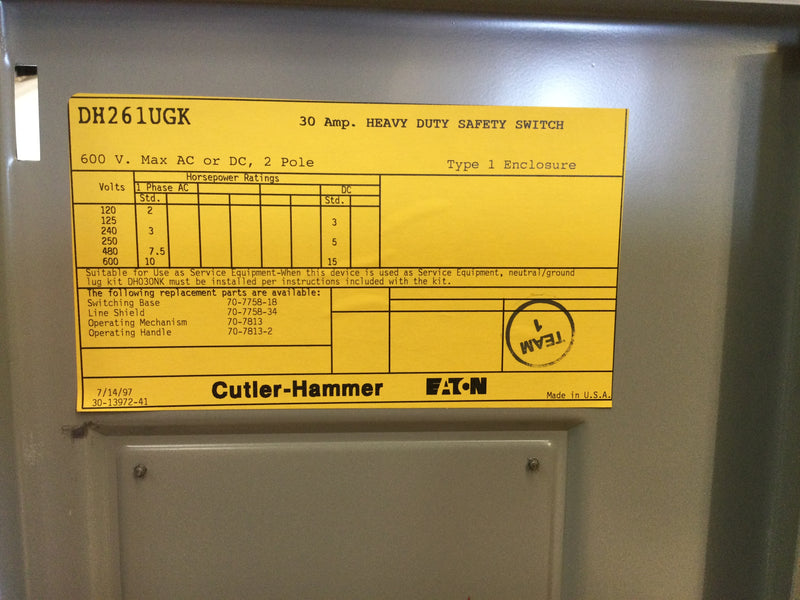 DH261UGK
30 Amp. HEAVY DUTY SAFETY SWITCH
600 V. Max AC or DC, 2 Pole
Type 1 Enclosure
Horsepower Ratings
Volts 1 Phase AC DC
Std. Std.
120 2
125 3
240 3
250 5
480 7.5
600 10 15
Suitable for Use as Service Equipment-When this device is used as Service Equipment, neutral/ground
lug kit DH030NK must be installed per instructions included with the kit.
The following replacement parts are available:
Switching Base 70-7758-18
Line Shield 70-7758-34
Operating Mechanism 70-7813
Operating Handle 70-7813-2
TEAM
1
7/14/97
30-13972-41
Cutler-Hammer
EATON
Made in U.S.A.